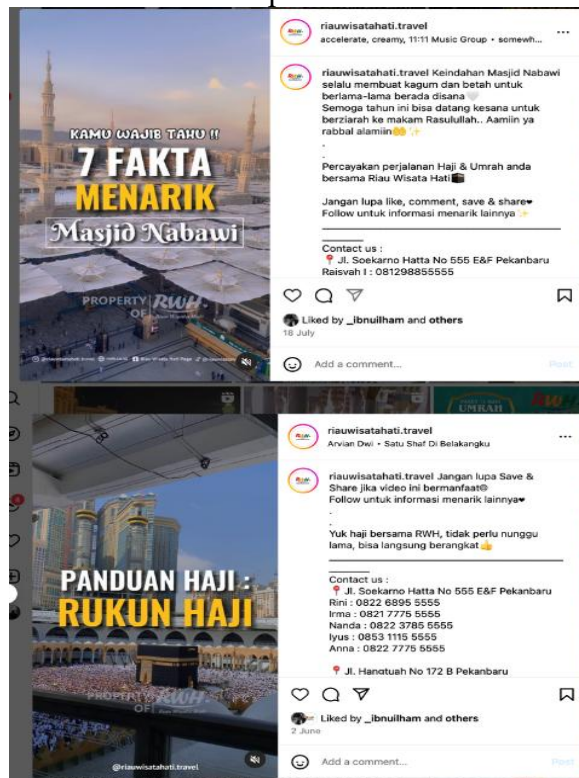 riauwisatahati.travel
accelerate, creamy, 11:11 Music Group • somewh...
riauwisatahati.travel Keindahan Masjid Nabawi
selalu membuat kagum dan betah untuk
berlama-lama berada disana🤍
Semoga tahun ini bisa datang kesana untuk
berziarah ke makam Rasulullah.. Aamiin ya
rabbal alamiin🤲✨
.
.
Percayakan perjalanan Haji & Umrah anda
bersama Riau Wisata Hati🕋
Jangan lupa like, comment, save & share❤
Follow untuk informasi menarik lainnya✨
Contact us :
📍 Jl. Soekarno Hatta No 555 E&F Pekanbaru
Raisyah I : 081298855555
Liked by _ibnuilham and others
18 July
Add a comment...
Post
KAMU WAJIB TAHU !!
7 FAKTA
MENARIK
Masjid Nabawi
PROPERTY OF RWH
@riauwisatahati.travel
UMRAH
riauwisatahati.travel
Arvian Dwi • Satu Shaf Di Belakangku
riauwisatahati.travel Jangan lupa Save &
Share jika video ini bermanfaat😊
Follow untuk informasi menarik lainnya❤
.
.
Yuk haji bersama RWH, tidak perlu nunggu
lama, bisa langsung berangkat👍
Contact us :
📍 Jl. Soekarno Hatta No 555 E&F Pekanbaru
Rini : 0822 6895 5555
Irma : 0821 7775 5555
Nanda : 0822 3785 5555
Iyus : 0853 1115 5555
Anna : 0822 7775 5555
📍 Jl. Hangtuah No 172 B Pekanbaru
Liked by _ibnuilham and others
2 June
Add a comment...
Post
PANDUAN HAJI :
RUKUN HAJI
PROPERTY OF RWH
@riauwisatahati.travel